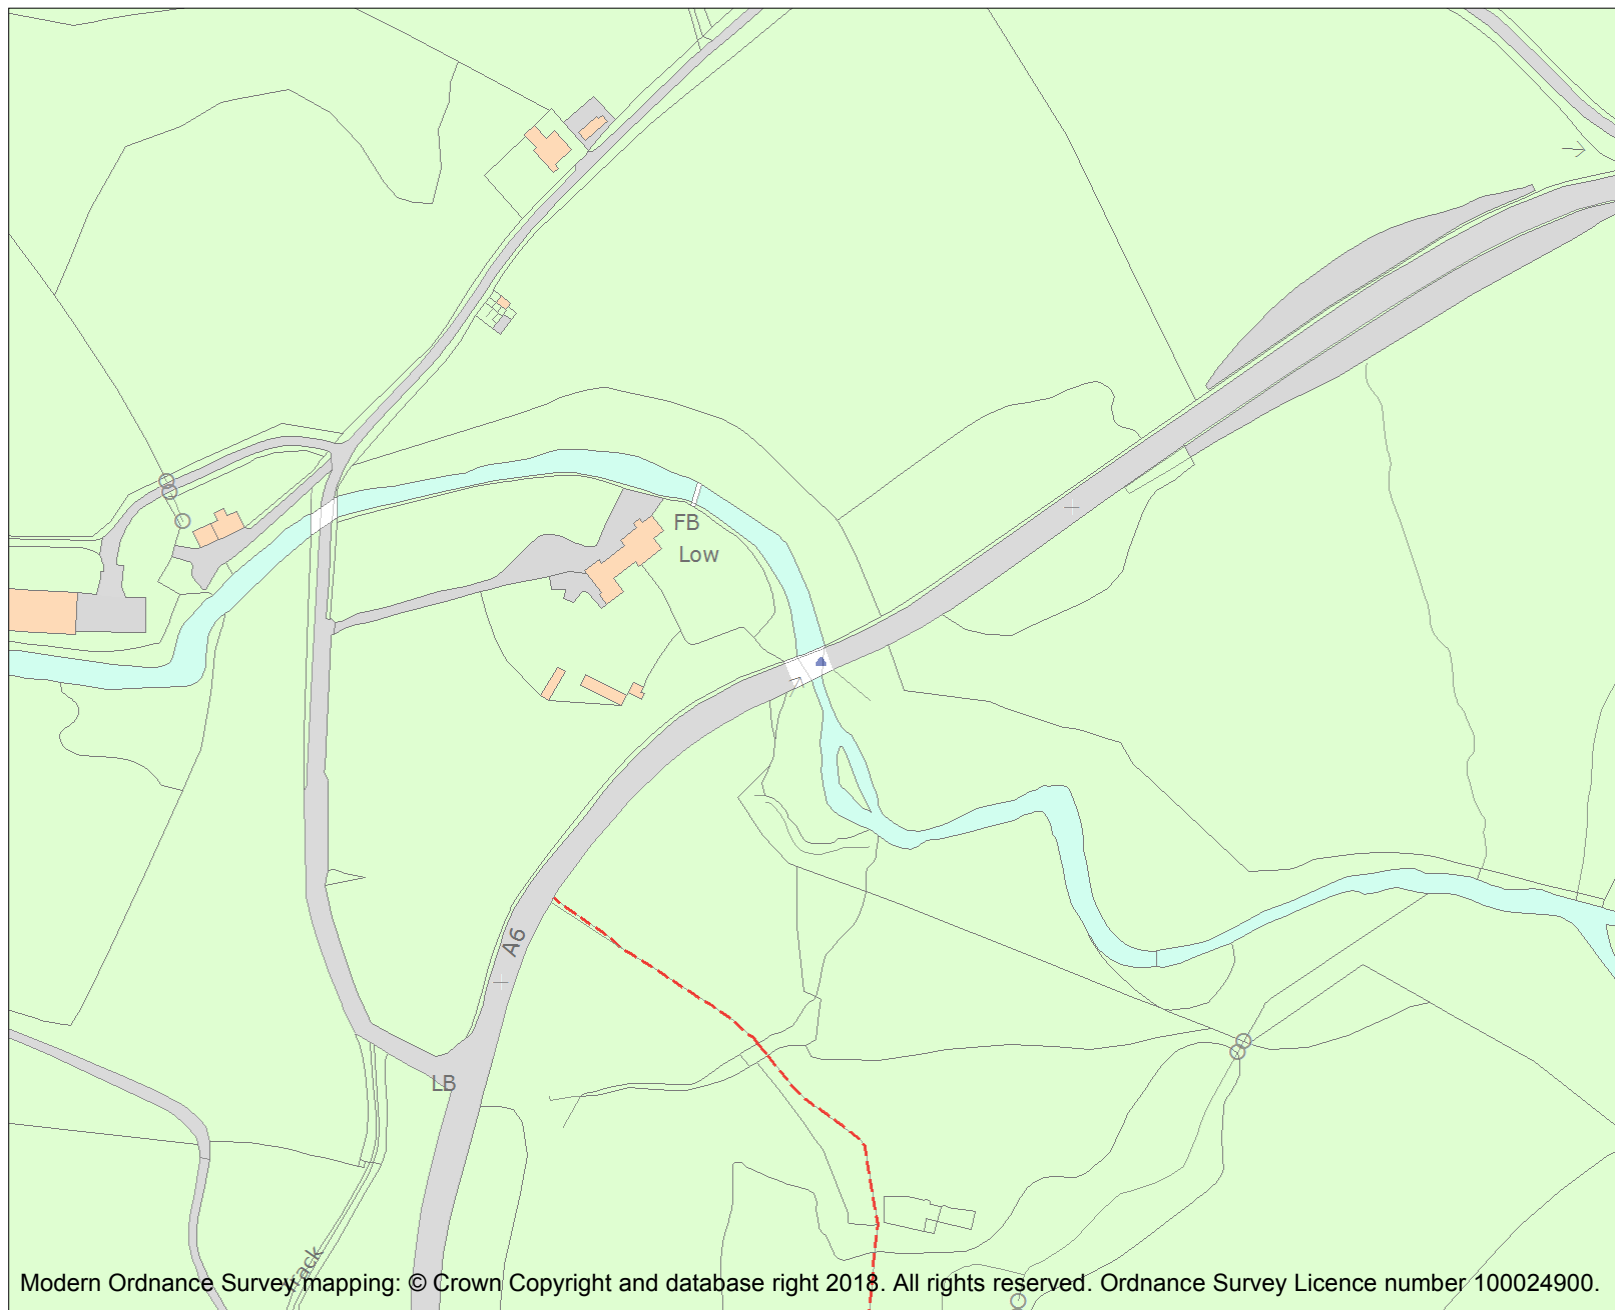 FB
Low
A6
LB
Track
Modern Ordnance Survey mapping: © Crown Copyright and database right 2018. All rights reserved. Ordnance Survey Licence number 100024900.